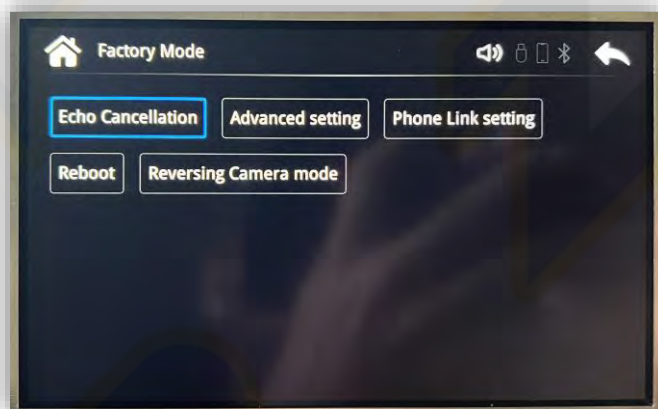 Factory Mode
Echo Cancellation Advanced setting Phone Link setting
Reboot Reversing Camera mode